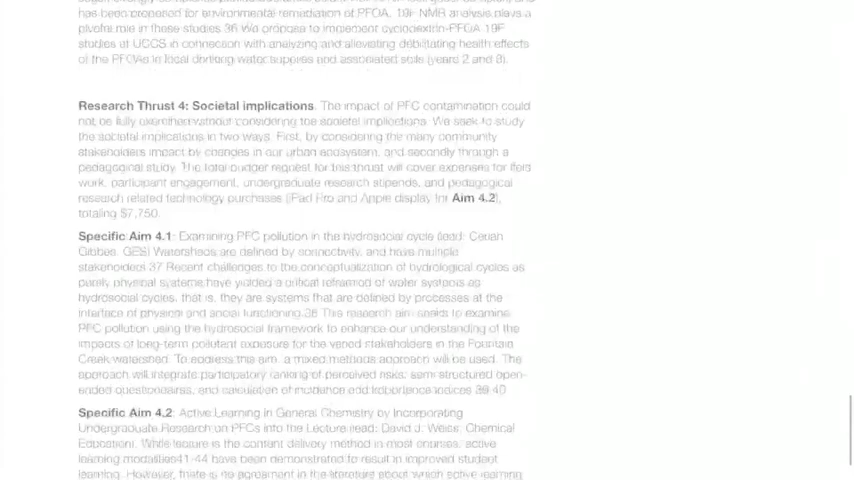 has been proposed for environmental remediation of PFOA. 19F NMR analysis plays a
pivotal role in these studies 36 We propose to implement cyclodextrin-PFOA 19F
studies at UCCS in connection with analyzing and alleviating debilitating health effects
of the PFOAs in local drinking water supplies and associated soils (years 2 and 3).
Research Thrust 4: Societal implications. The impact of PFC contamination could
not be fully examined without considering the societal implications. We seek to study
the societal implications in two ways. First, by considering the many community
stakeholders impact by changes in our urban ecosystem, and secondly through a
pedagogical study. The total budget request for this thrust will cover expenses for field
work, participant engagement, undergraduate research stipends, and pedagogical
research related technology purchases (iPad Pro and Apple display for Aim 4.2),
totaling $7,750.
Specific Aim 4.1: Examining PFC pollution in the hydrosocial cycle (lead: Cerian
Gibbes, GES) Watersheds are defined by connectivity, and have multiple
stakeholders 37 Recent challenges to the conceptualization of hydrological cycles as
purely physical systems have yielded a critical reframed of water systems as
hydrosocial cycles, that is, they are systems that are defined by processes at the
interface of physical and social functioning.38 This research aim seeks to examine
PFC pollution using the hydrosocial framework to enhance our understanding of the
impacts of long-term pollutant exposure for the varied stakeholders in the Fountain
Creek watershed. To address this aim, a mixed methods approach will be used. The
approach will integrate participatory ranking of perceived risks, semi structured open-
ended questionnaires, and calculation of incidence and importance indices 39,40
Specific Aim 4.2: Active Learning in General Chemistry by Incorporating
Undergraduate Research on PFCs into the Lecture (lead: David J. Weiss, Chemical
Education). While lecture is the content delivery method in most courses, active
learning modalities41-44 have been demonstrated to result in improved student
learning. However, there is no agreement in the literature about which active learning